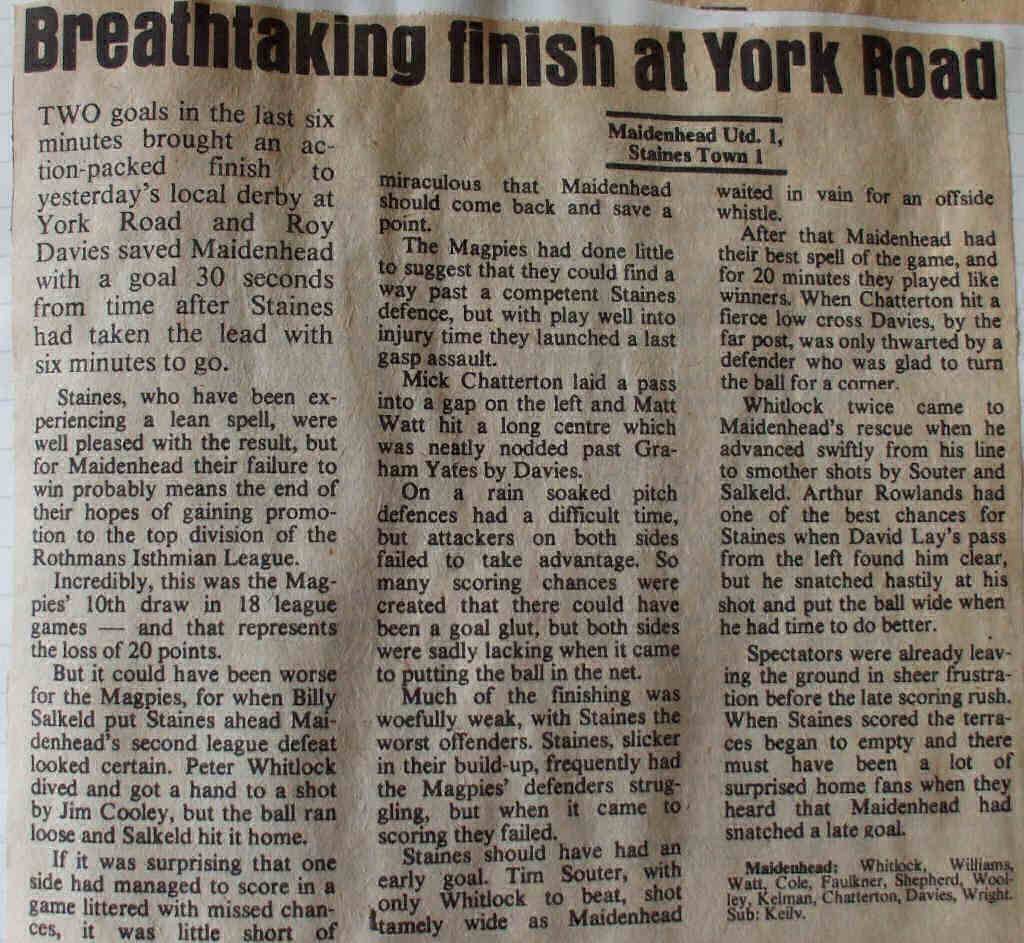 Breathtaking finish at York Road
TWO goals in the last six
minutes brought an ac-
tion-packed finish to
yesterday's local derby at
York Road and Roy
Davies saved Maidenhead
with a goal 30 seconds
from time after Staines
had taken the lead with
six minutes to go.
Staines, who have been ex-
periencing a lean spell, were
well pleased with the result, but
for Maidenhead their failure to
win probably means the end of
their hopes of gaining promo-
tion to the top division of the
Rothmans Isthmian League.
Incredibly, this was the Mag-
pies' 10th draw in 18 league
games — and that represents
the loss of 20 points.
But it could have been worse
for the Magpies, for when Billy
Salkeld put Staines ahead Mai-
denhead's second league defeat
looked certain. Peter Whitlock
dived and got a hand to a shot
by Jim Cooley, but the ball ran
loose and Salkeld hit it home.
If it was surprising that one
side had managed to score in a
game littered with missed chan-
ces, it was little short of
Maidenhead Utd. 1,
Staines Town 1
miraculous that Maidenhead
should come back and save a
point.
The Magpies had done little
to suggest that they could find a
way past a competent Staines
defence, but with play well into
injury time they launched a last
gasp assault.
Mick Chatterton laid a pass
into a gap on the left and Matt
Watt hit a long centre which
was neatly nodded past Gra-
ham Yates by Davies.
On a rain soaked pitch
defences had a difficult time,
but attackers on both sides
failed to take advantage. So
many scoring chances were
created that there could have
been a goal glut, but both sides
were sadly lacking when it came
to putting the ball in the net.
Much of the finishing was
woefully weak, with Staines the
worst offenders. Staines, slicker
in their build-up, frequently had
the Magpies' defenders strug-
gling, but when it came to
scoring they failed.
Staines should have had an
early goal. Tim Souter, with
only Whitlock to beat, shot
tamely wide as Maidenhead
waited in vain for an offside
whistle.
After that Maidenhead had
their best spell of the game, and
for 20 minutes they played like
winners. When Chatterton hit a
fierce low cross Davies, by the
far post, was only thwarted by a
defender who was glad to turn
the ball for a corner.
Whitlock twice came to
Maidenhead's rescue when he
advanced swiftly from his line
to smother shots by Souter and
Salkeld. Arthur Rowlands had
one of the best chances for
Staines when David Lay's pass
from the left found him clear,
but he snatched hastily at his
shot and put the ball wide when
he had time to do better.
Spectators were already leav-
ing the ground in sheer frustra-
tion before the late scoring rush.
When Staines scored the terra-
ces began to empty and there
must have been a lot of
surprised home fans when they
heard that Maidenhead had
snatched a late goal.
Maidenhead: Whitlock, Williams,
Watt, Cole, Faulkner, Shepherd, Wool-
ley, Kelman, Chatterton, Davies, Wright.
Sub: Keily.